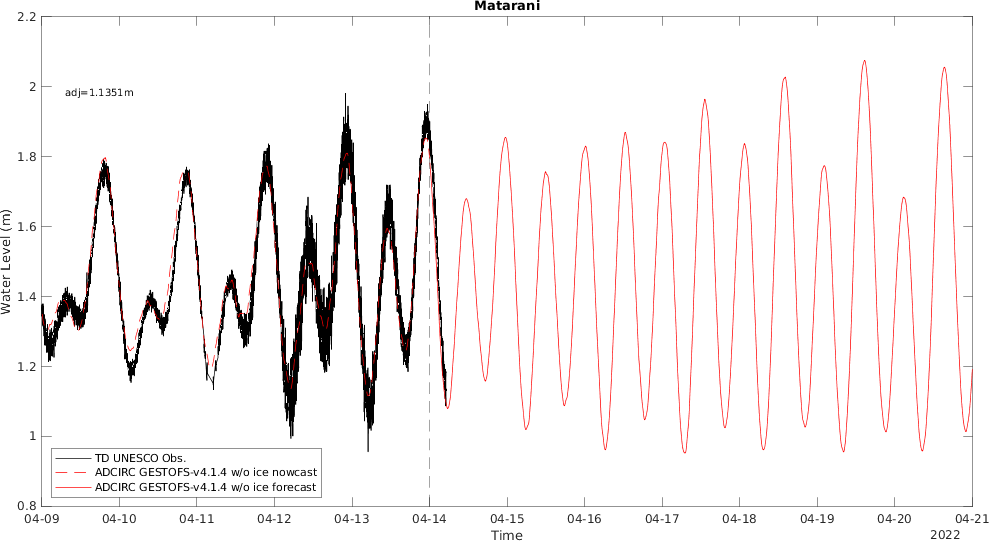 Matarani
2.2
2
1.8
1.6
1.4
1.2
1
0.8
Water Level (m)
adj=1.1351m
TD UNESCO Obs.
ADCIRC GESTOFS-v4.1.4 w/o ice nowcast
ADCIRC GESTOFS-v4.1.4 w/o ice forecast
04-09 04-10 04-11 04-12 04-13 04-14 04-15 04-16 04-17 04-18 04-19 04-20 04-21
Time
2022